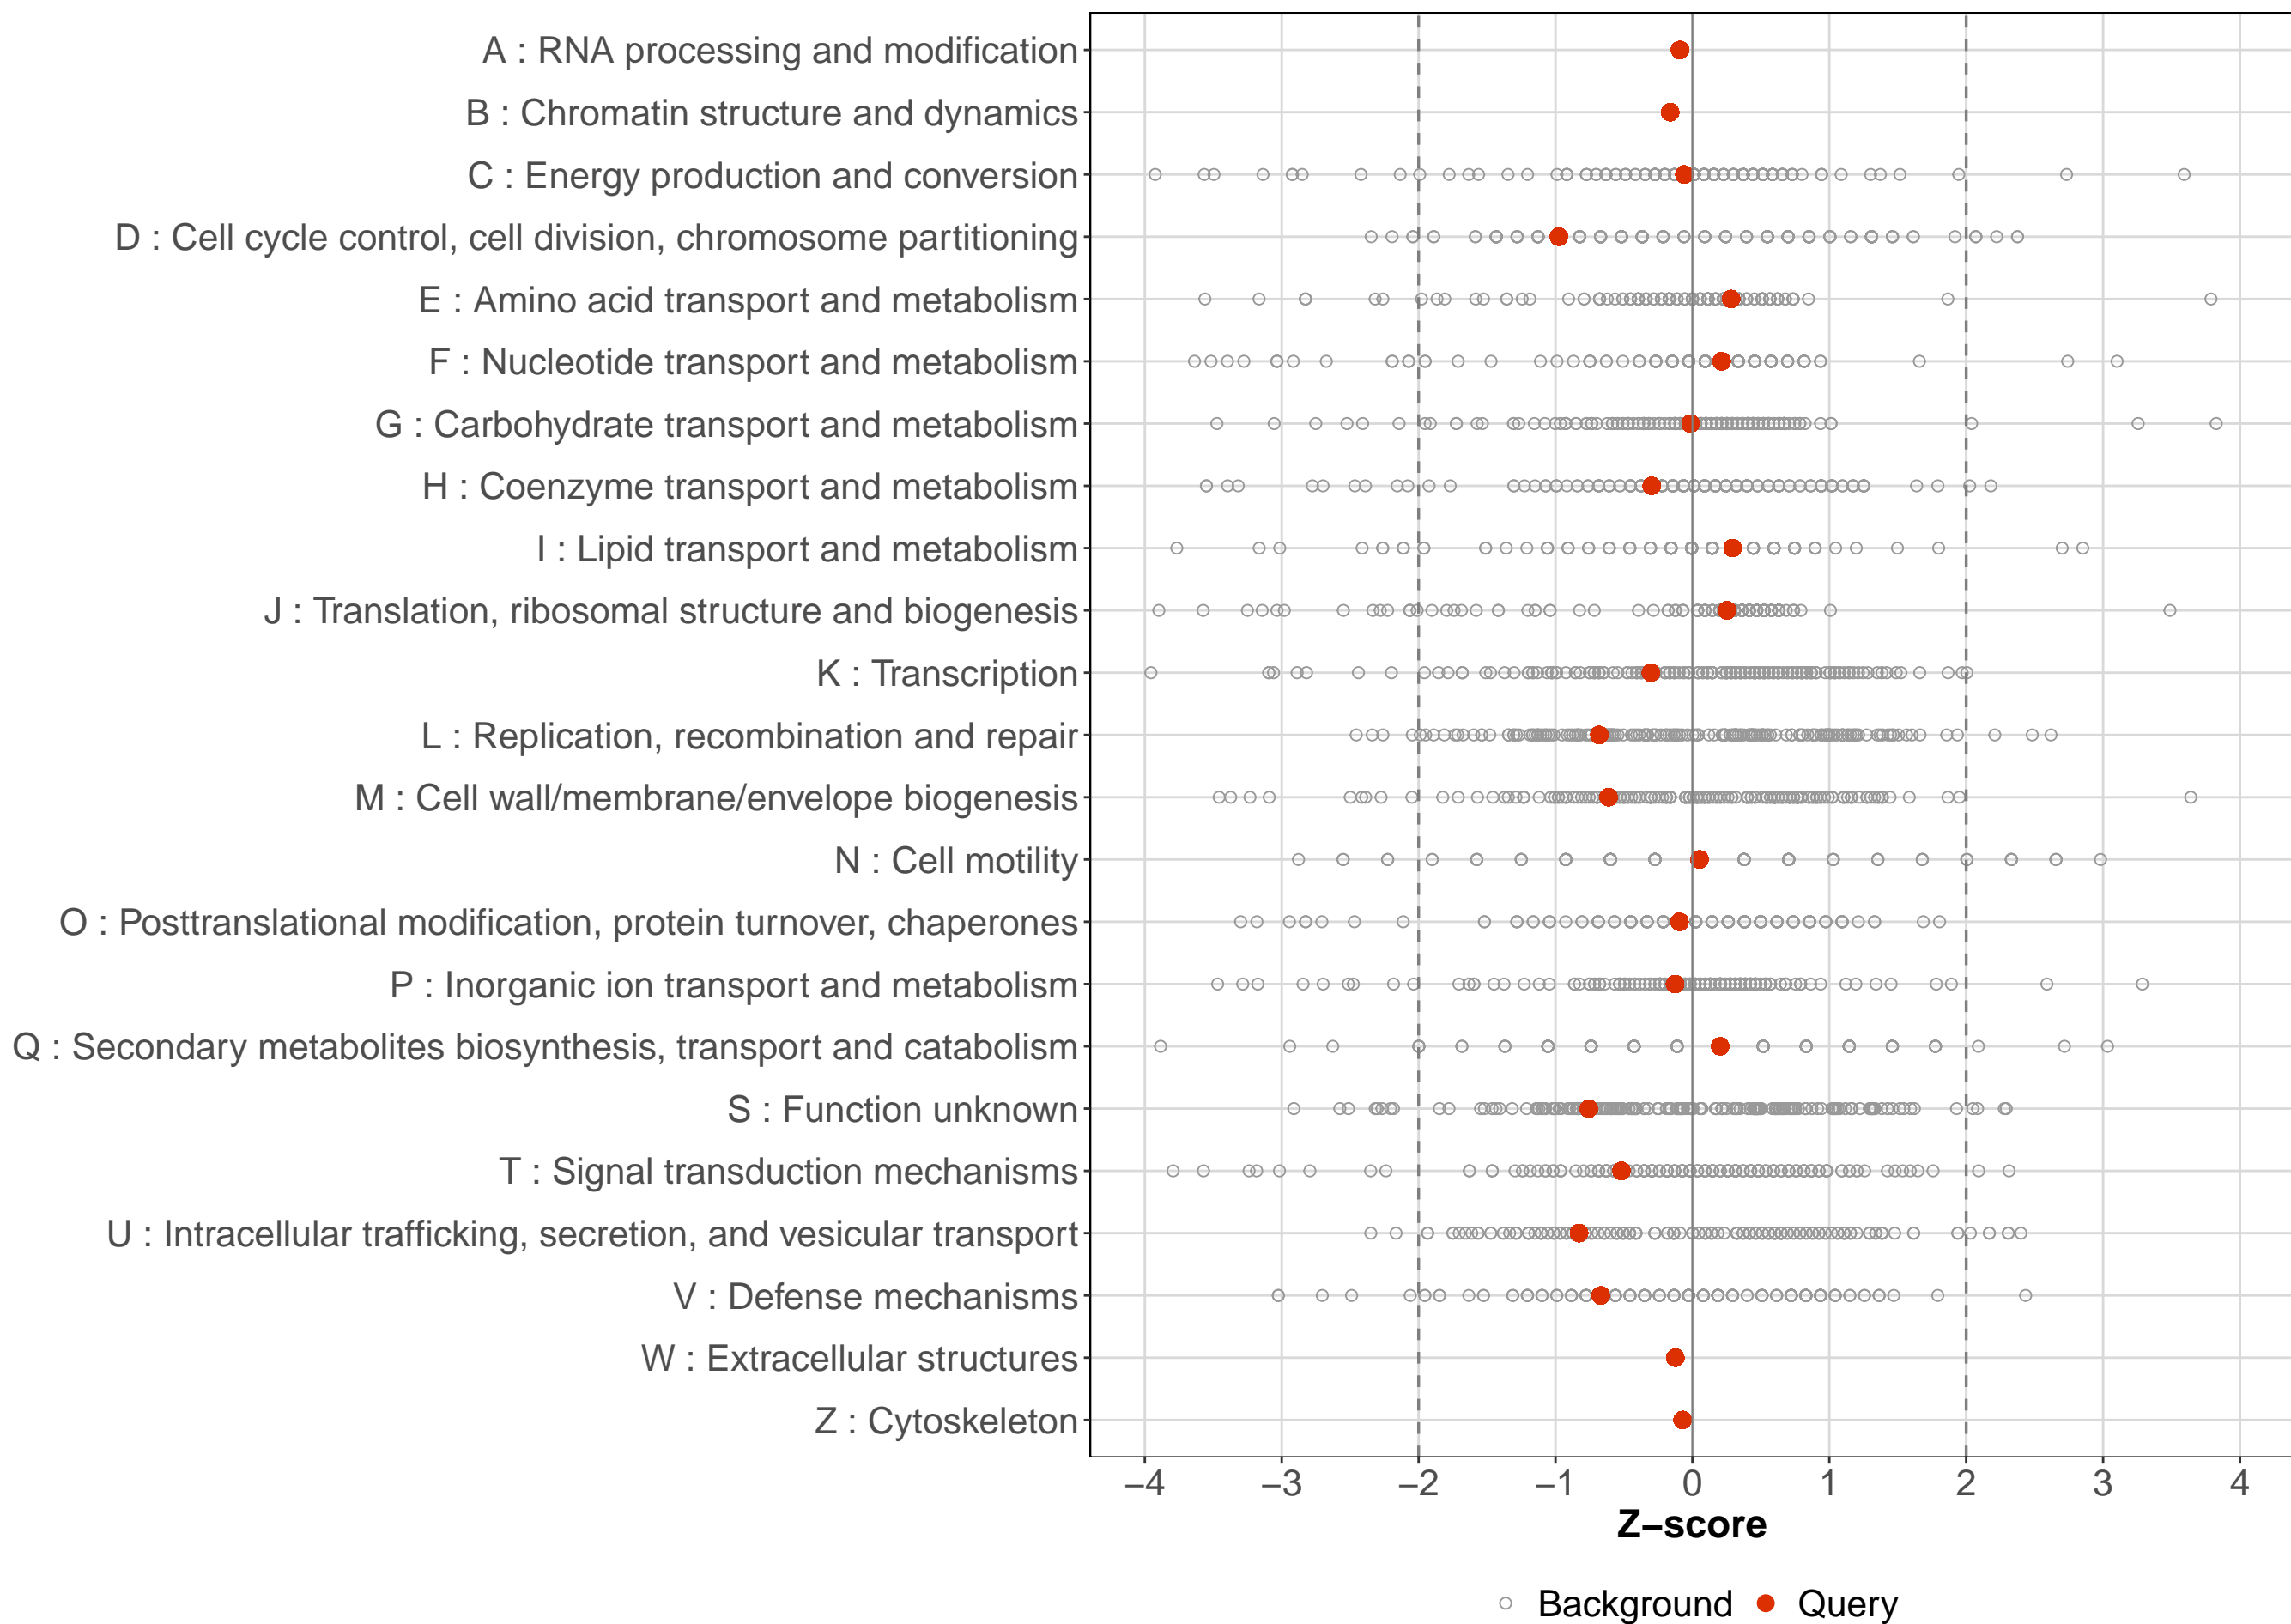 A : RNA processing and modification
B : Chromatin structure and dynamics
C : Energy production and conversion
D : Cell cycle control, cell division, chromosome partitioning
E : Amino acid transport and metabolism
F : Nucleotide transport and metabolism
G : Carbohydrate transport and metabolism
H : Coenzyme transport and metabolism
I : Lipid transport and metabolism
J : Translation, ribosomal structure and biogenesis
K : Transcription
L : Replication, recombination and repair
M : Cell wall/membrane/envelope biogenesis
N : Cell motility
O : Posttranslational modification, protein turnover, chaperones
P : Inorganic ion transport and metabolism
Q : Secondary metabolites biosynthesis, transport and catabolism
S : Function unknown
T : Signal transduction mechanisms
U : Intracellular trafficking, secretion, and vesicular transport
V : Defense mechanisms
W : Extracellular structures
Z : Cytoskeleton
−4 −3 −2 −1 0 1 2 3 4
Z−score
Background Query